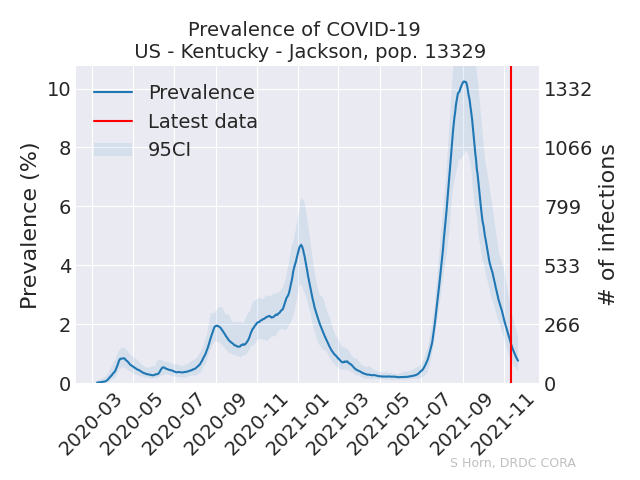 Prevalence of COVID-19
US - Kentucky - Jackson, pop. 13329
Prevalence
Latest data
95CI
Prevalence (%)
10
8
6
4
2
0
# of infections
1332
1066
799
533
266
0
2020-03
2020-05
2020-07
2020-09
2020-11
2021-01
2021-03
2021-05
2021-07
2021-09
2021-11
S Horn, DRDC CORA